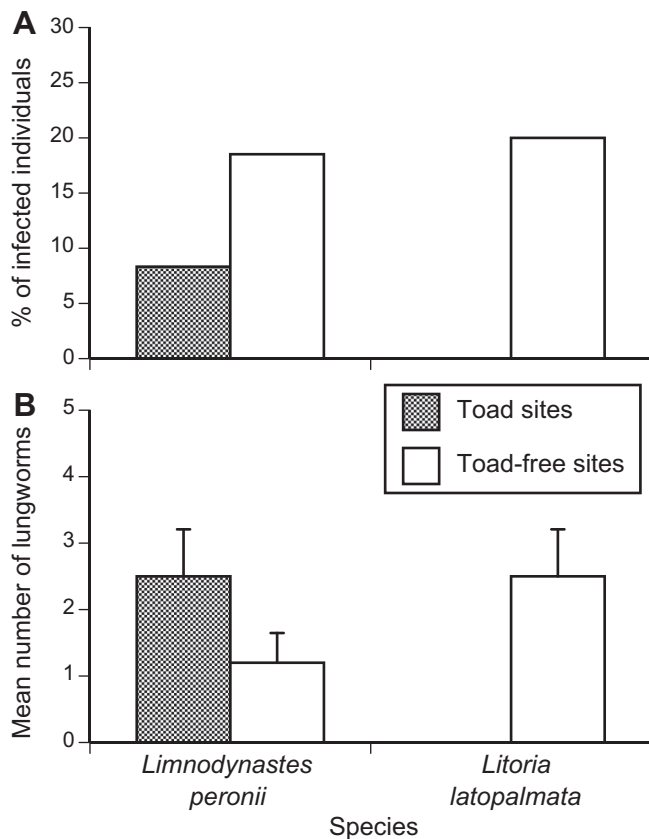 A
% of infected individuals
30
25
20
15
10
5
0
B
Mean number of lungworms
5
4
3
2
1
0
Toad sites
Toad-free sites
Limnodynastes
peronii
Litoria
latopalmata
Species